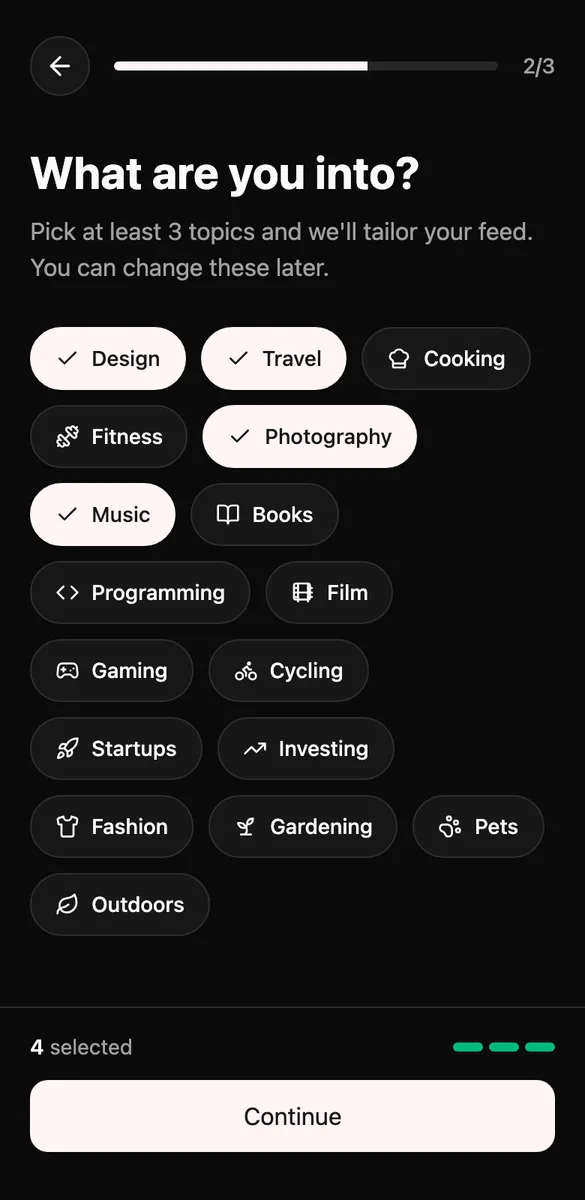 2/3
What are you into?
Pick at least 3 topics and we'll tailor your feed.
You can change these later.
Design Travel Cooking
Fitness Photography
Music Books
Programming Film
Gaming Cycling
Startups Investing
Fashion Gardening Pets
Outdoors
4 selected
Continue